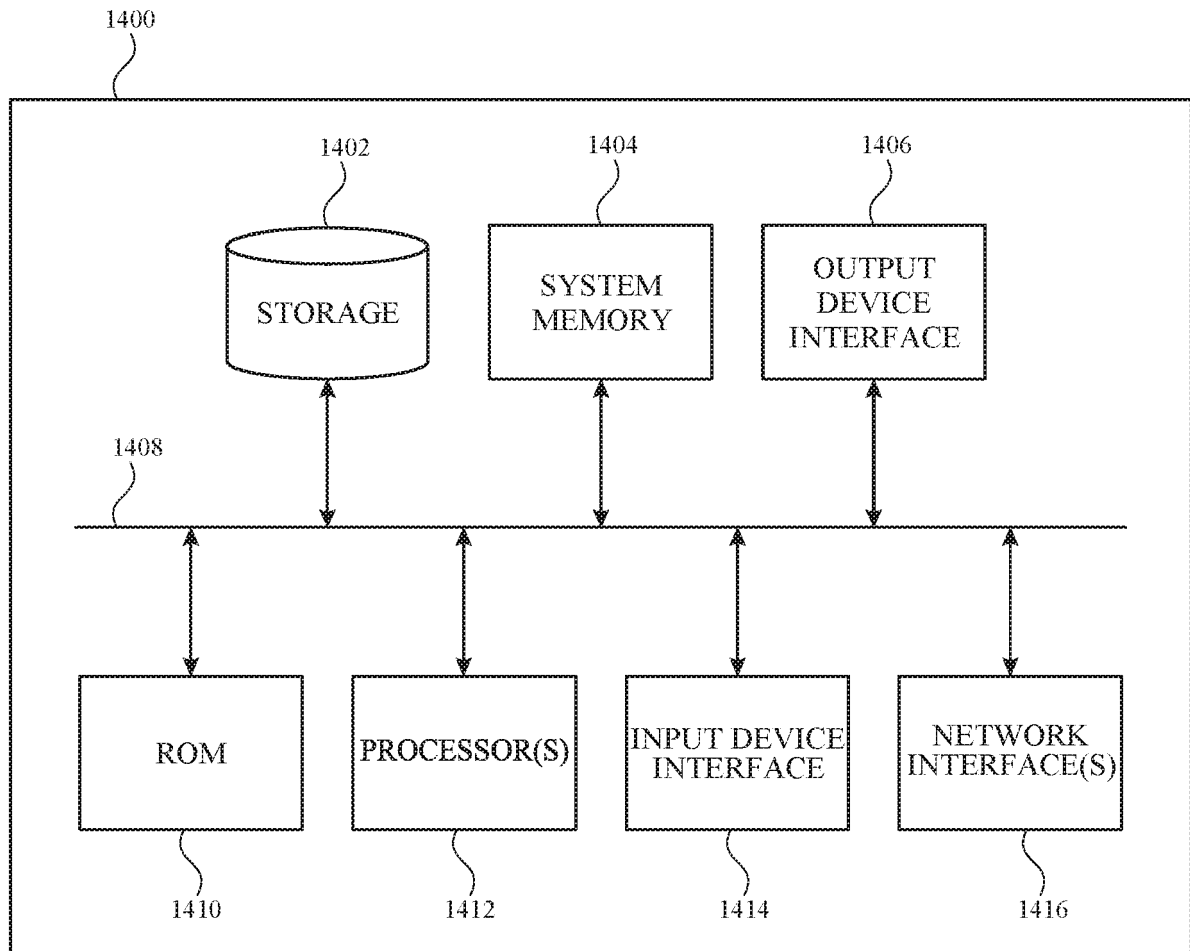 1400
1402
1404
1406
STORAGE
SYSTEM
MEMORY
OUTPUT
DEVICE
INTERFACE
1408
ROM
PROCESSOR(S)
INPUT DEVICE
INTERFACE
NETWORK
INTERFACE(S)
1410
1412
1414
1416